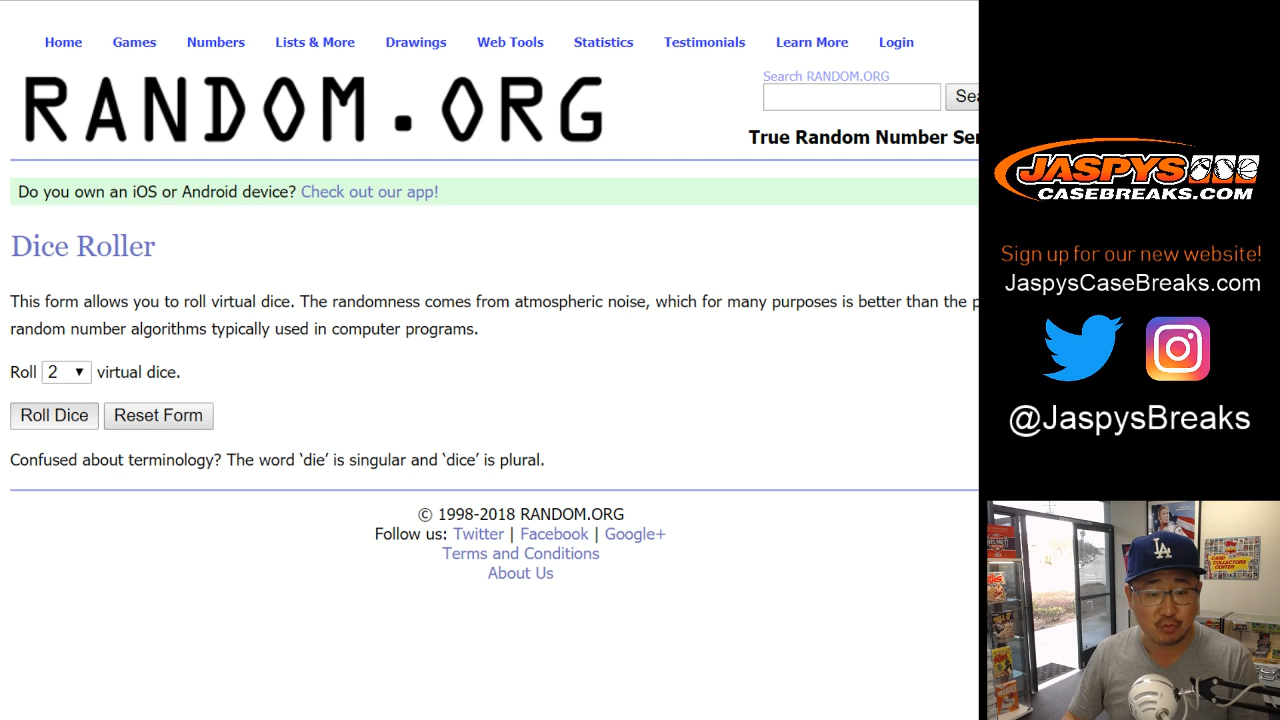 Home Games Numbers Lists & More Drawings Web Tools Statistics Testimonials Learn More Login
RANDOM.ORG
Search RANDOM.ORG
Sea
True Random Number Ser
Do you own an iOS or Android device? Check out our app!
Dice Roller
This form allows you to roll virtual dice. The randomness comes from atmospheric noise, which for many purposes is better than the p
random number algorithms typically used in computer programs.
Roll 2 virtual dice.
Roll Dice Reset Form
Confused about terminology? The word ‘die’ is singular and ‘dice’ is plural.
© 1998-2018 RANDOM.ORG
Follow us: Twitter | Facebook | Google+
Terms and Conditions
About Us
JASPYS
CASEBREAKS.COM
Sign up for our new website!
JaspysCaseBreaks.com
@JaspysBreaks
LA
CARD
COLLECTORS
CENTER